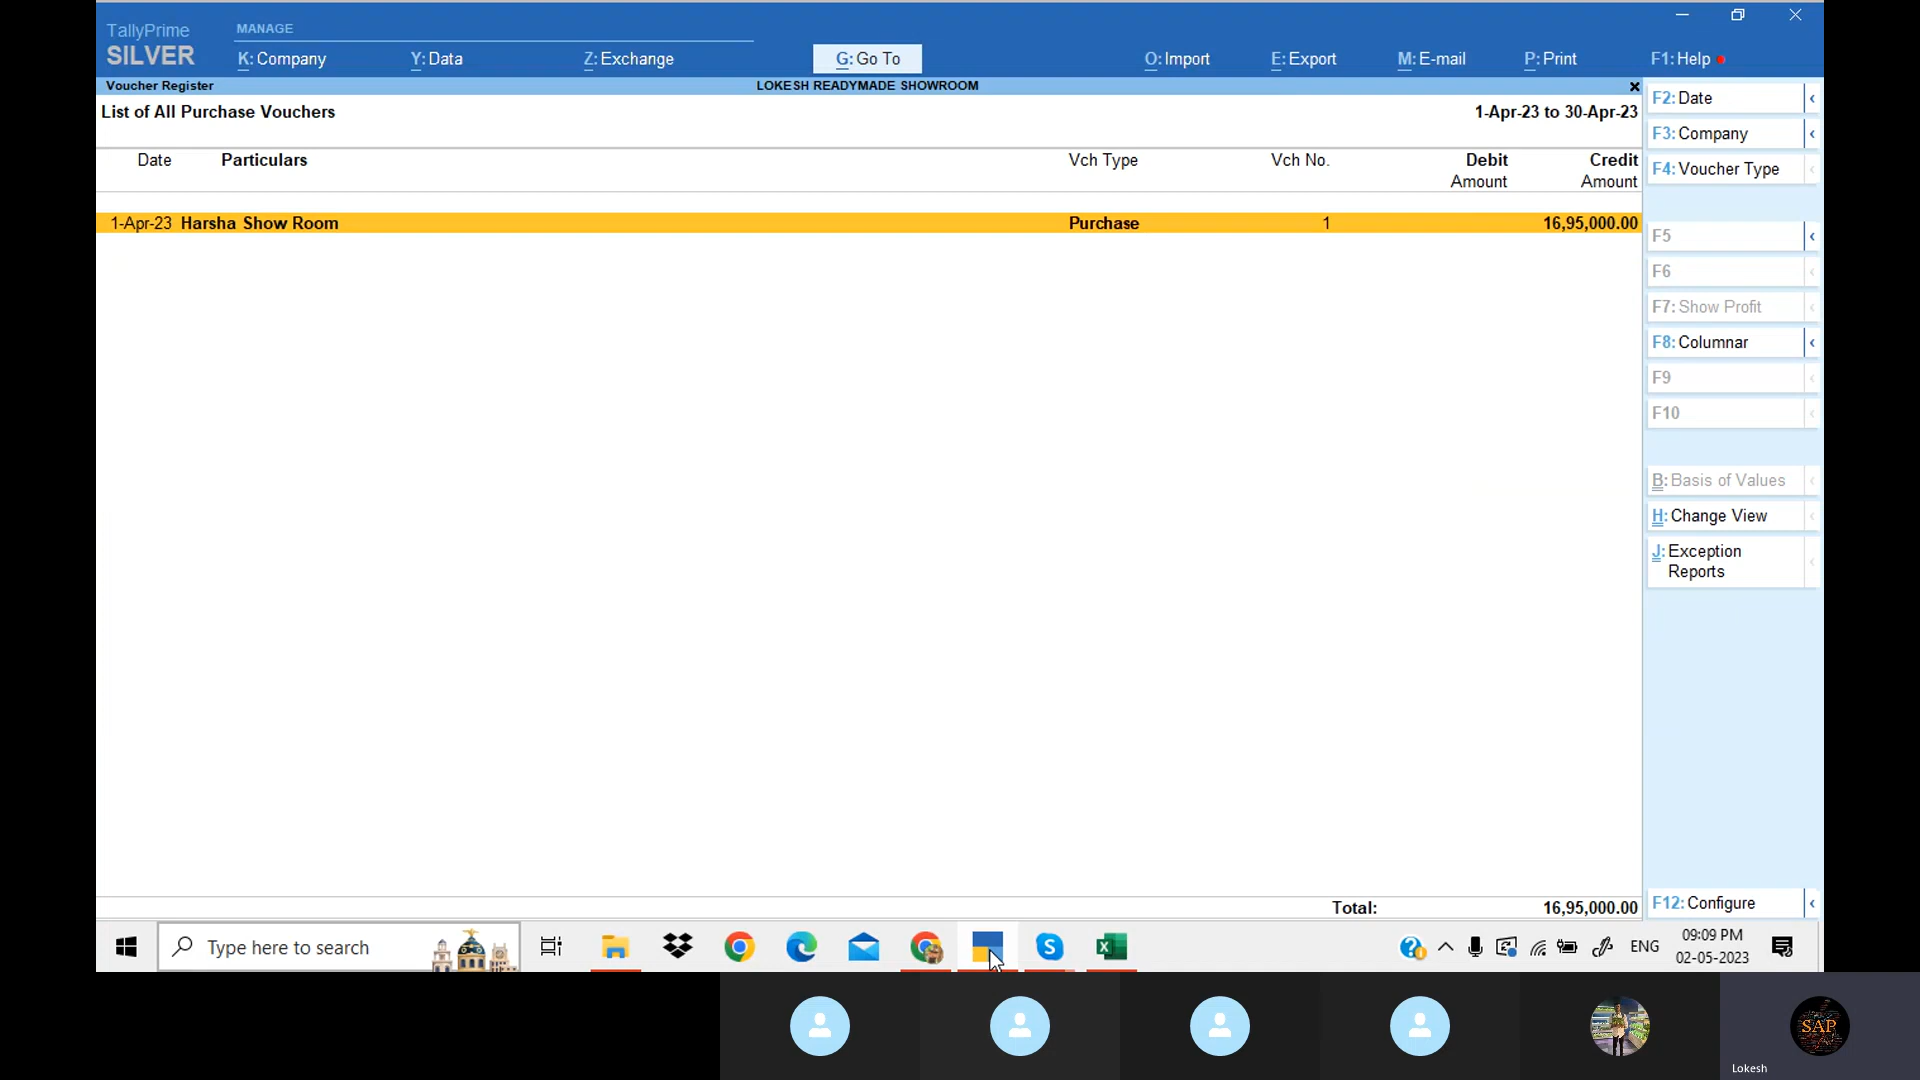 TallyPrime
SILVER
MANAGE
K: Company
Y: Data
Z: Exchange
G: Go To
O: Import
E: Export
M: E-mail
P: Print
F1: Help
Voucher Register
LOKESH READYMADE SHOWROOM
List of All Purchase Vouchers
1-Apr-23 to 30-Apr-23
Date Particulars Vch Type Vch No. Debit Credit
Amount Amount
1-Apr-23 Harsha Show Room Purchase 1 16,95,000.00
Total: 16,95,000.00
F2: Date
F3: Company
F4: Voucher Type
F5
F6
F7: Show Profit
F8: Columnar
F9
F10
B: Basis of Values
H: Change View
J: Exception
Reports
F12: Configure
Type here to search
ENG
09:09 PM
02-05-2023
SAP
Lokesh